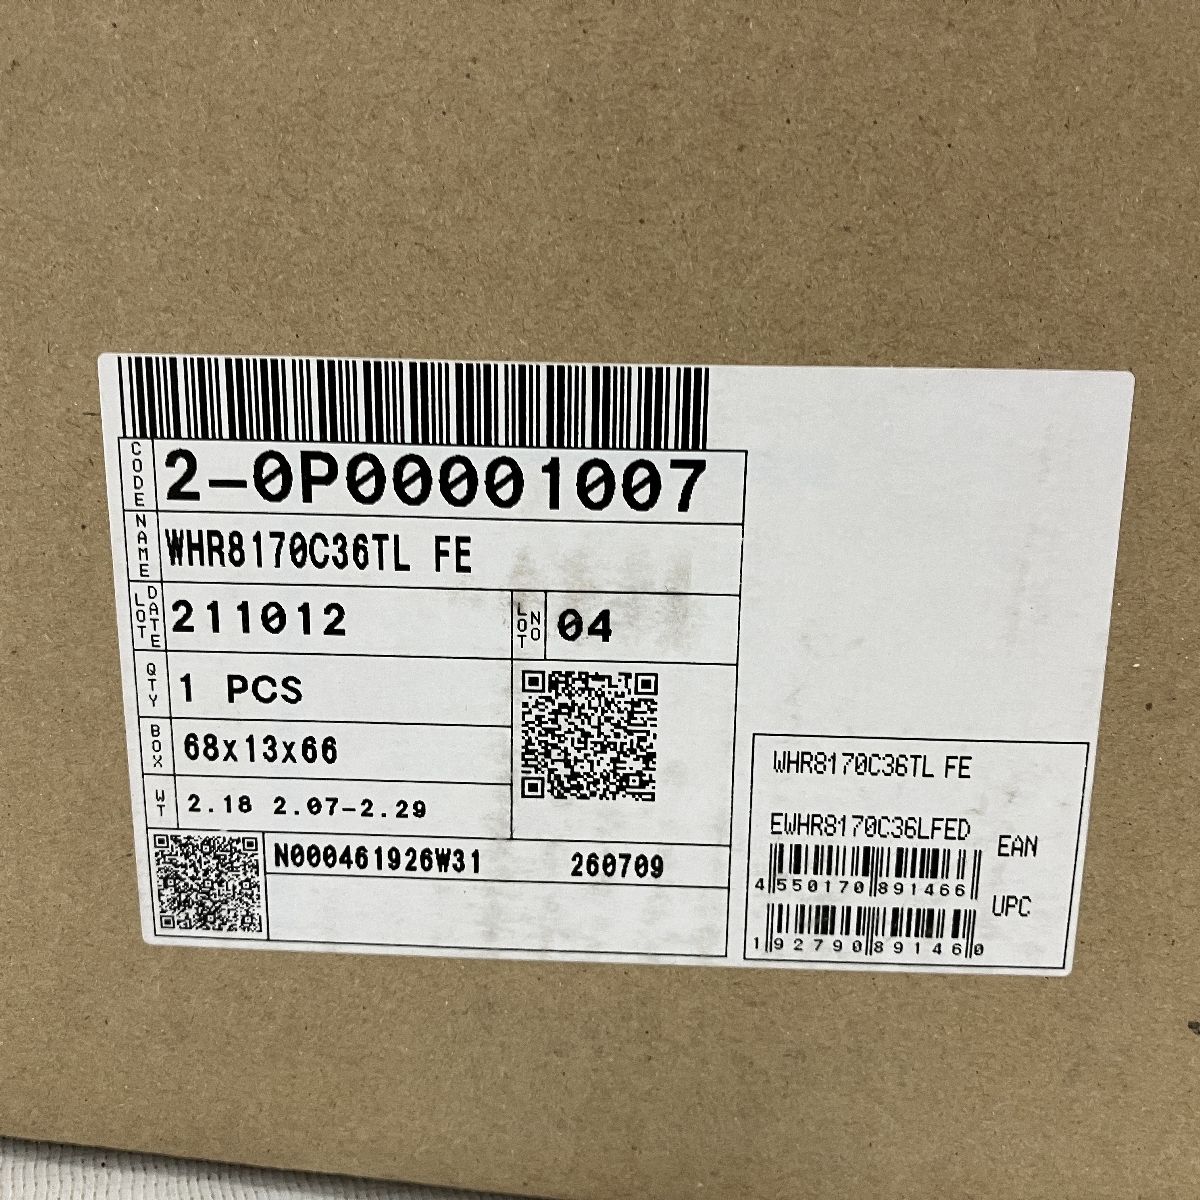 CODE 2-0P00001007
NAME WHR8170C36TL FE
LOT DATE 211012 LOT NO 04
QTY 1 PCS
BOX 68x13x66
WT 2.18 2.07-2.29
N000461926W31 260709
WHR8170C36TL FE
EWHR8170C36LFED EAN
4 550170 891466
UPC
1 92790 89146 0